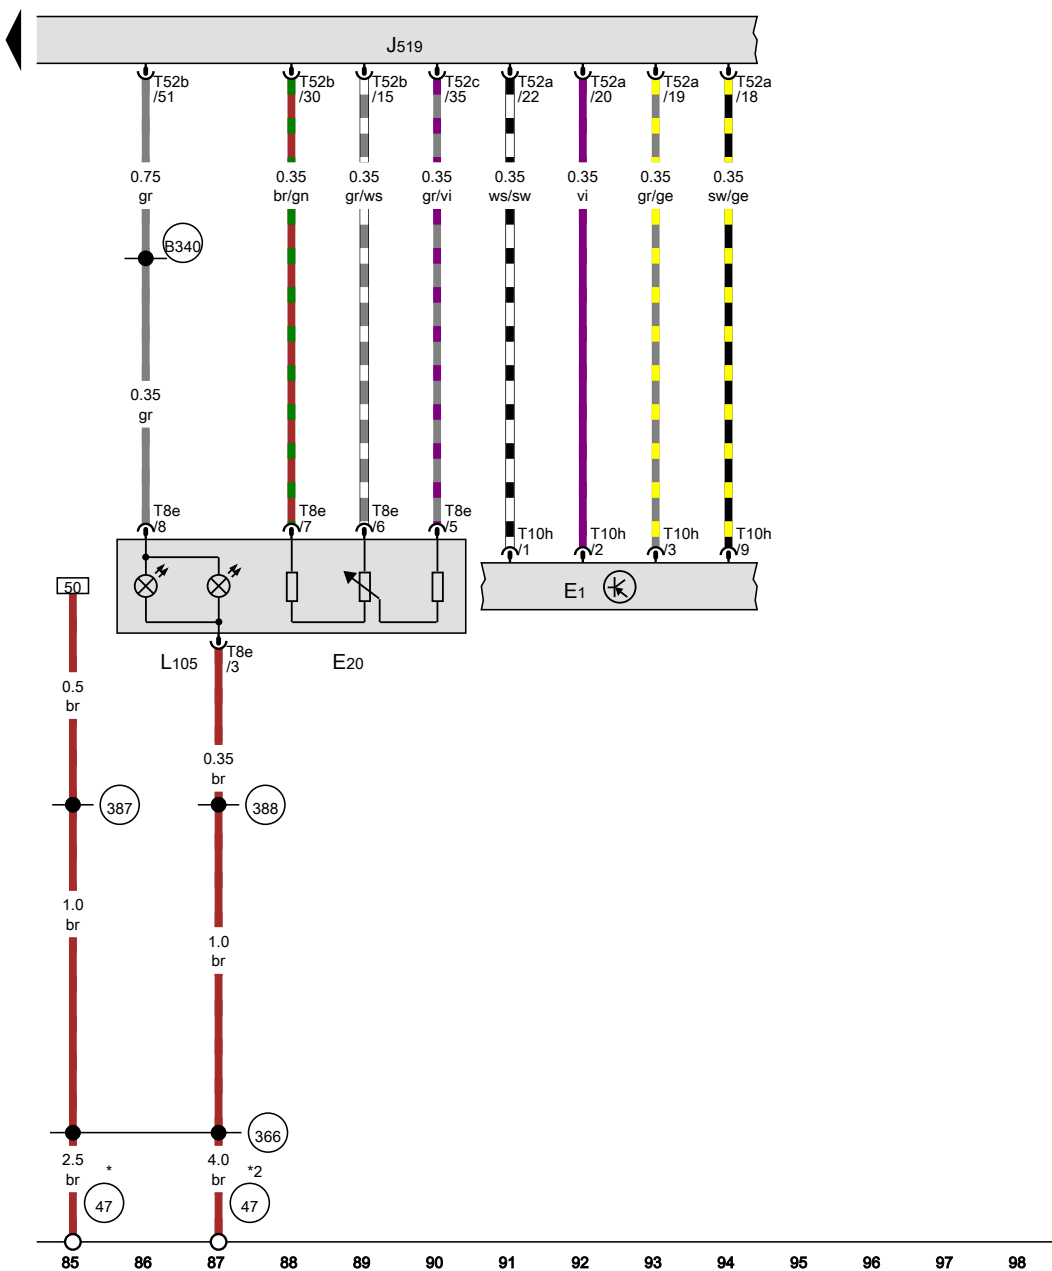 J519
T52b
/51
T52b
/30
T52b
/15
T52c
/35
T52a
/22
T52a
/20
T52a
/19
T52a
/18
0.75
gr
0.35
br/gn
0.35
gr/ws
0.35
gr/vi
0.35
ws/sw
0.35
vi
0.35
gr/ge
0.35
sw/ge
B340
0.35
gr
T8e
/8
T8e
/7
T8e
/6
T8e
/5
T10h
/1
T10h
/2
T10h
/3
T10h
/9
50
E1
L105
T8e
/3
E20
0.5
br
0.35
br
387
388
1.0
br
1.0
br
366
2.5
br
*
47
4.0
br
*2
47
85 86 87 88 89 90 91 92 93 94 95 96 97 98